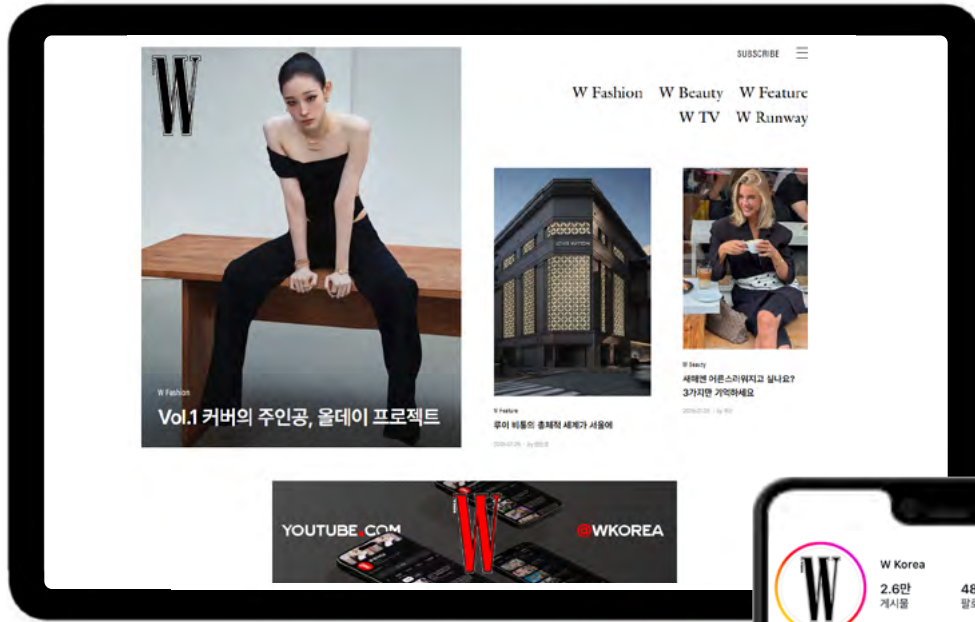 W
SUBSCRIBE
W Fashion W Beauty W Feature
W TV W Runway
W Fashion
Vol.1 커버의 주인공, 올데이 프로젝트
W Feature
루이 비통의 총체적 세계가 서울에
W Beauty
새해엔 어른스러워지고 싶나요?
3가지만 기억하세요
YOUTUBE.COM
W
@WKOREA
W
W Korea
2.6만
게시물